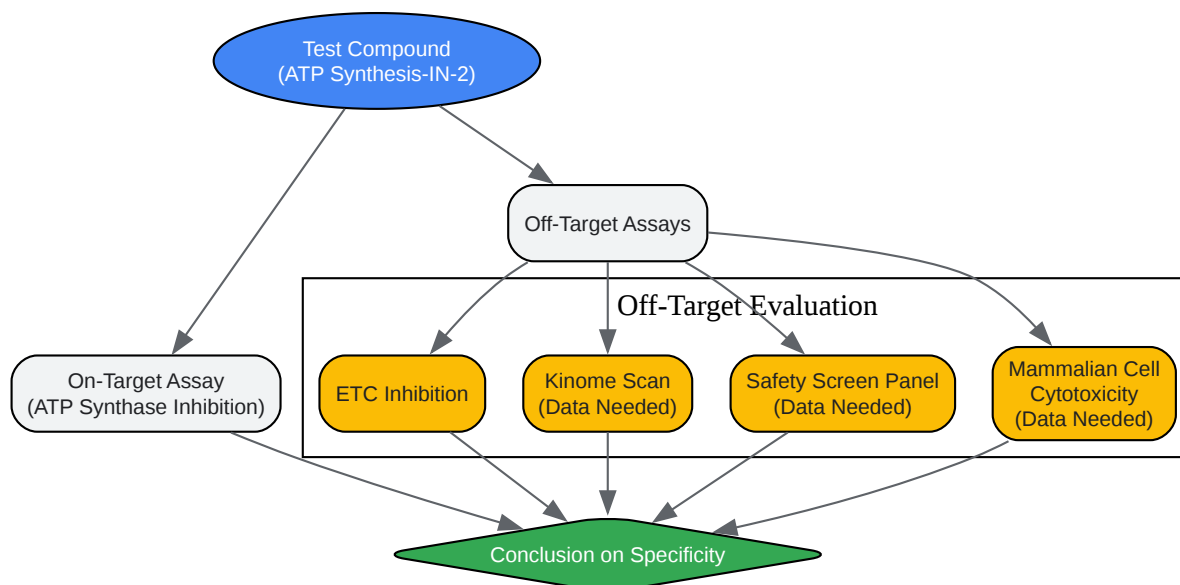 Test Compound
(ATP Synthesis-IN-2)
Off-Target Assays
Off-Target Evaluation
On-Target Assay
(ATP Synthase Inhibition)
ETC Inhibition
Kinome Scan
(Data Needed)
Safety Screen Panel
(Data Needed)
Mammalian Cell
Cytotoxicity
(Data Needed)
Conclusion on Specificity